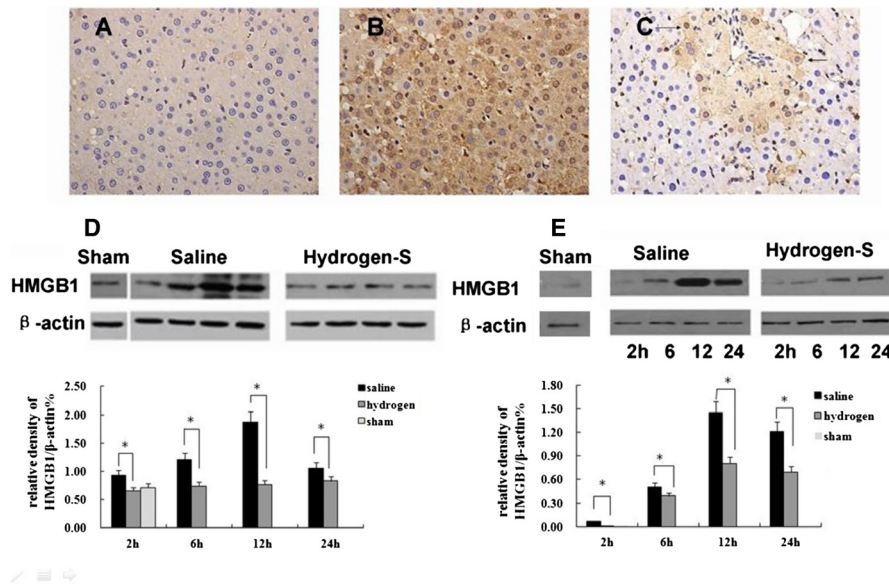 A B C
D
Sham Saline Hydrogen-S
HMGB1
β -actin
E
Sham Saline Hydrogen-S
HMGB1
β -actin
2h 6 12 24 2h 6 12 24
relative density of
HMGB1/β-actin%
2.50
2.00
1.50
1.00
0.50
0.00
* * * *
saline
hydrogen
sham
2h 6h 12h 24h
relative density of
HMGB1/β-actin%
1.80
1.50
1.20
0.90
0.60
0.30
0.00
* * * *
saline
hydrogen
sham
2h 6h 12h 24h